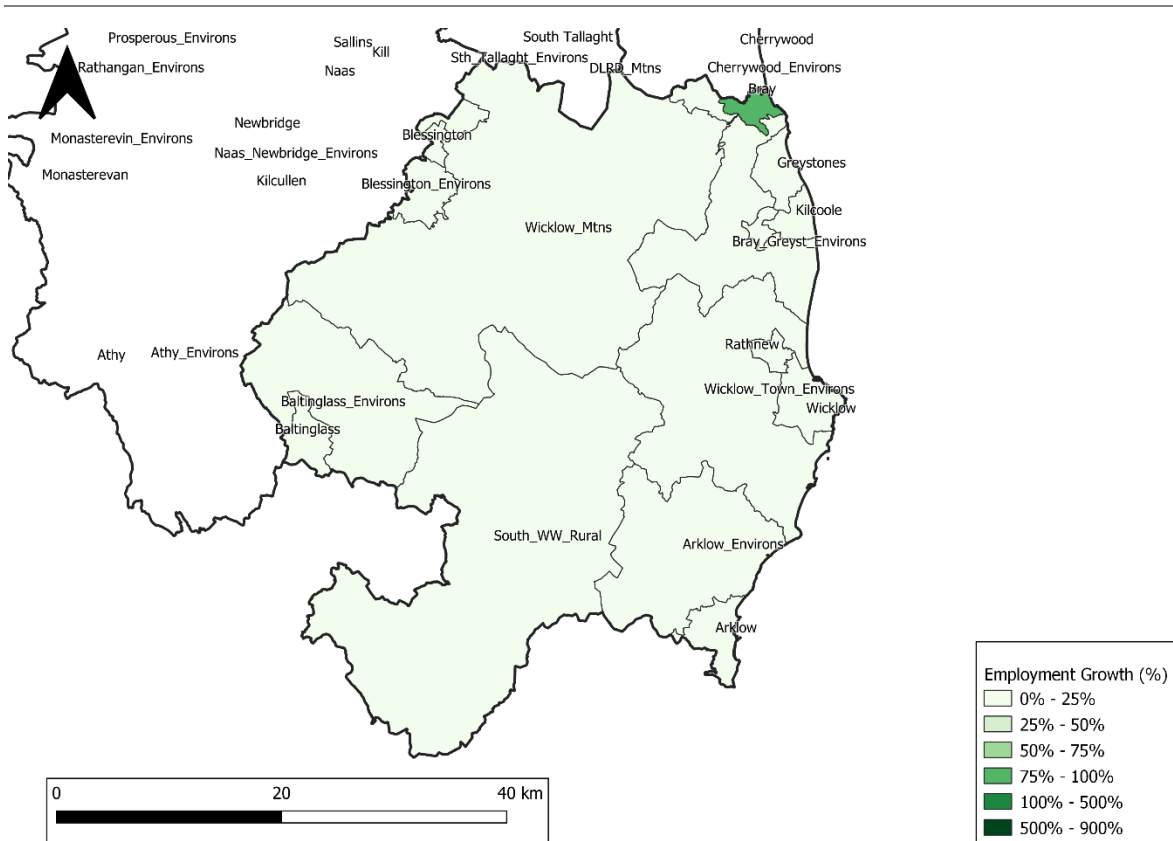 Prosperous_Environs
Sallins
South Tallaght
Cherrywood
Kill
Sth_Tallaght_Environs
Rathangan_Environs
Naas
DLRD_Mtns
Cherrywood_Environs
Bray
Newbridge
Monasterevin_Environs
Blessington
Naas_Newbridge_Environs
Greystones
Monasterevan
Kilcullen
Blessington_Environs
Kilcoole
Wicklow_Mtns
Bray_Greyst_Environs
Rathnew
Athy
Athy_Environs
Wicklow_Town_Environs
Baltinglass_Environs
Wicklow
Baltinglass
South_WW_Rural
Arklow_Environs
Arklow
Employment Growth (%)
0% - 25%
25% - 50%
50% - 75%
75% - 100%
100% - 500%
500% - 900%
0 20 40 km